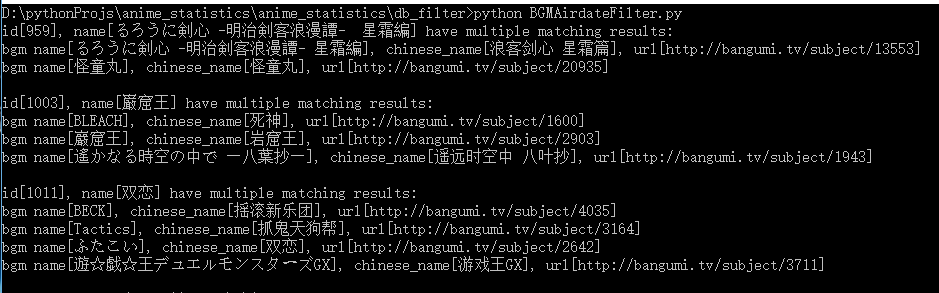 D:\pythonProjs\anime_statistics\anime_statistics\db_filter>python BGMAirdateFilter.py
id[959], name[るろうに剣心 -明治剣客浪漫譚-  星霜編] have multiple matching results:
bgm name[るろうに剣心 -明治剣客浪漫譚- 星霜編], chinese_name[浪客剑心 星霜篇], url[http://bangumi.tv/subject/13553]
bgm name[怪童丸], chinese_name[怪童丸], url[http://bangumi.tv/subject/20935]
id[1003], name[巌窟王] have multiple matching results:
bgm name[BLEACH], chinese_name[死神], url[http://bangumi.tv/subject/1600]
bgm name[巖窟王], chinese_name[岩窟王], url[http://bangumi.tv/subject/2903]
bgm name[遙かなる時空の中で ―八葉抄―], chinese_name[遥远时空中 八叶抄], url[http://bangumi.tv/subject/1943]
id[1011], name[双恋] have multiple matching results:
bgm name[BECK], chinese_name[摇滚新乐团], url[http://bangumi.tv/subject/4035]
bgm name[Tactics], chinese_name[抓鬼天狗帮], url[http://bangumi.tv/subject/3164]
bgm name[ふたこい], chinese_name[双恋], url[http://bangumi.tv/subject/2642]
bgm name[遊☆戯☆王デュエルモンスターズGX], chinese_name[游戏王GX], url[http://bangumi.tv/subject/3711]